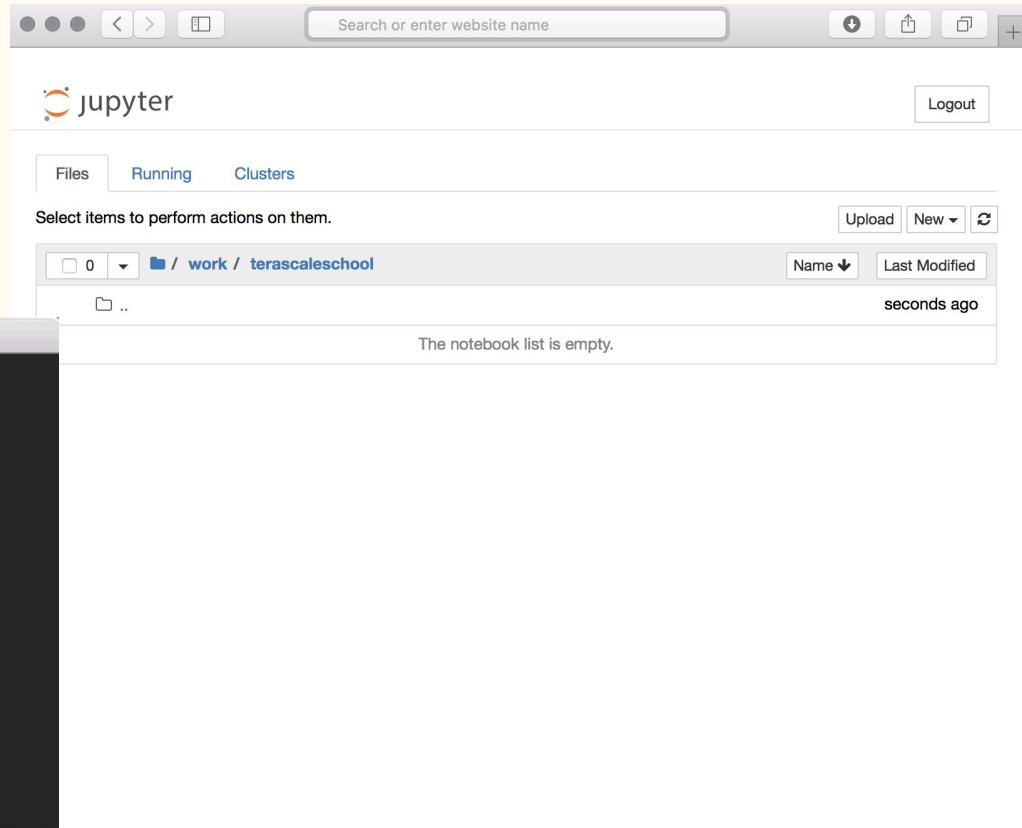 Search or enter website name
jupyter
Logout
Files Running Clusters
Select items to perform actions on them.
Upload New
0 / work / terascaleschool Name Last Modified
.. seconds ago
The notebook list is empty.